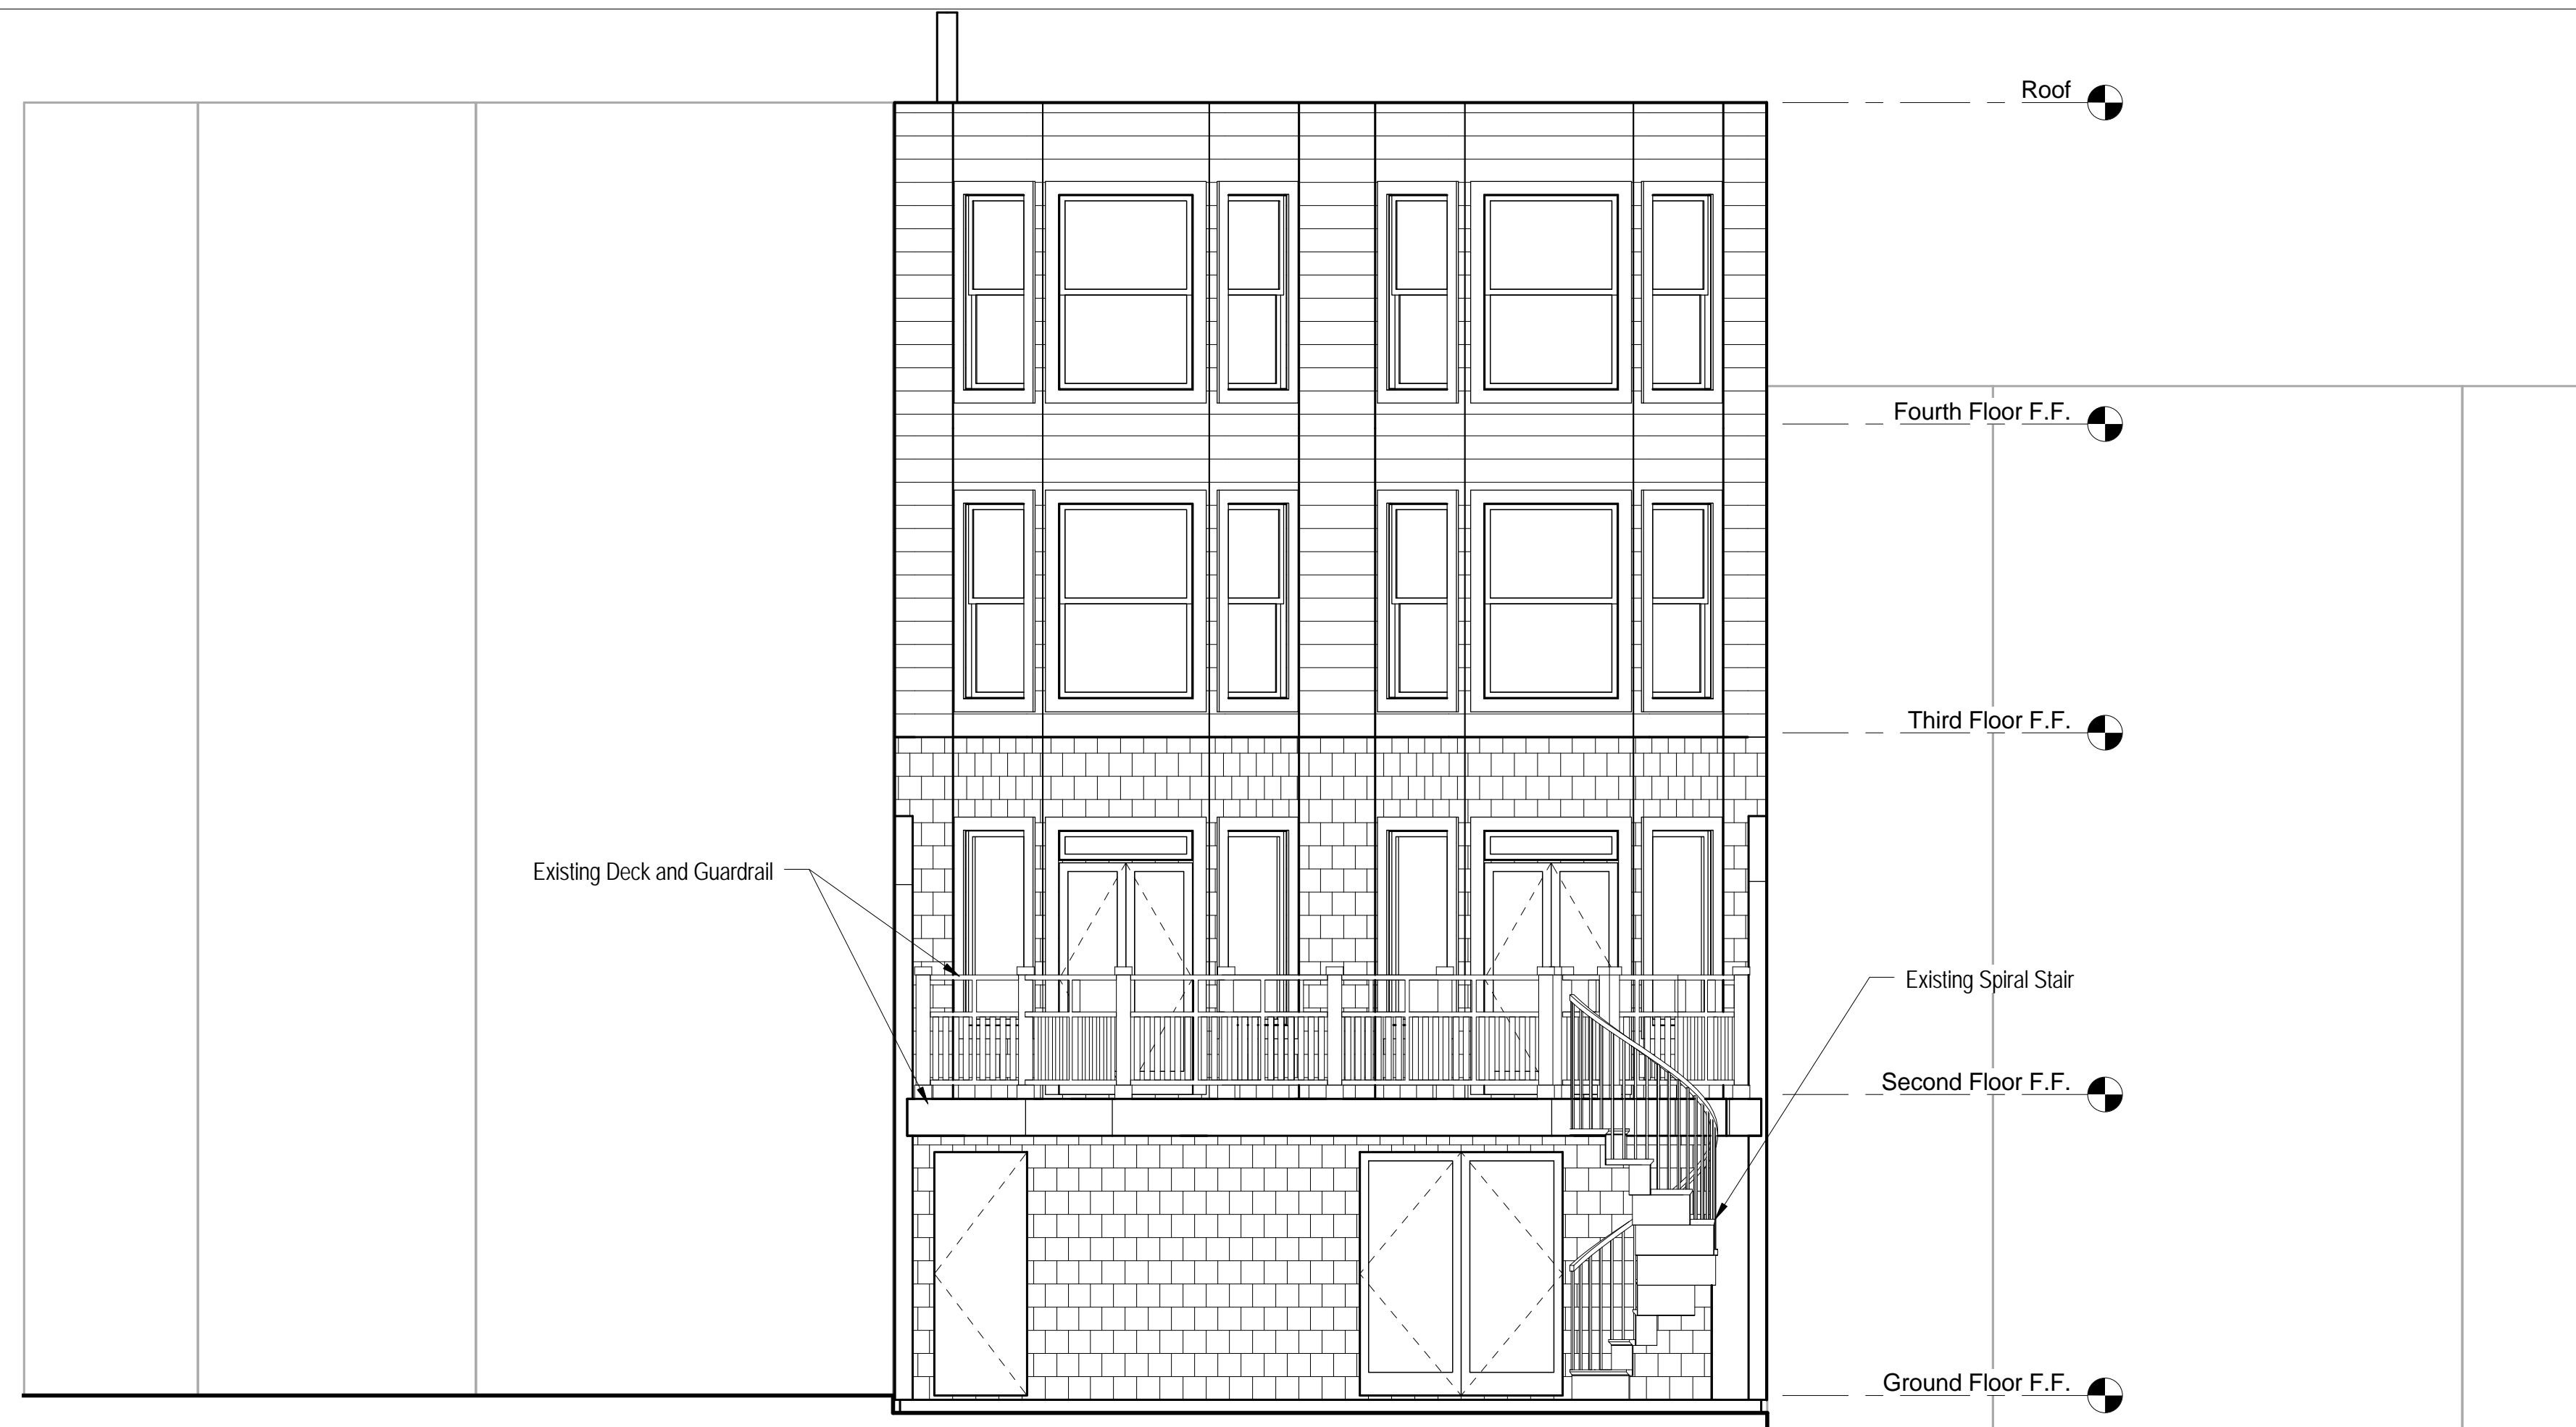 Roof
Fourth Floor F.F.
Third Floor F.F.
Existing Deck and Guardrail
Existing Spiral Stair
Second Floor F.F.
Ground Floor F.F.